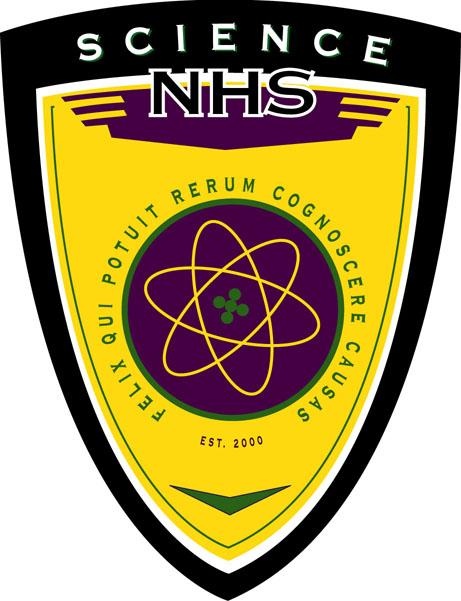 SCIENCE
NHS
FELIX QUI POTUIT RERUM COGNOSCERE CAUSAS
EST. 2000